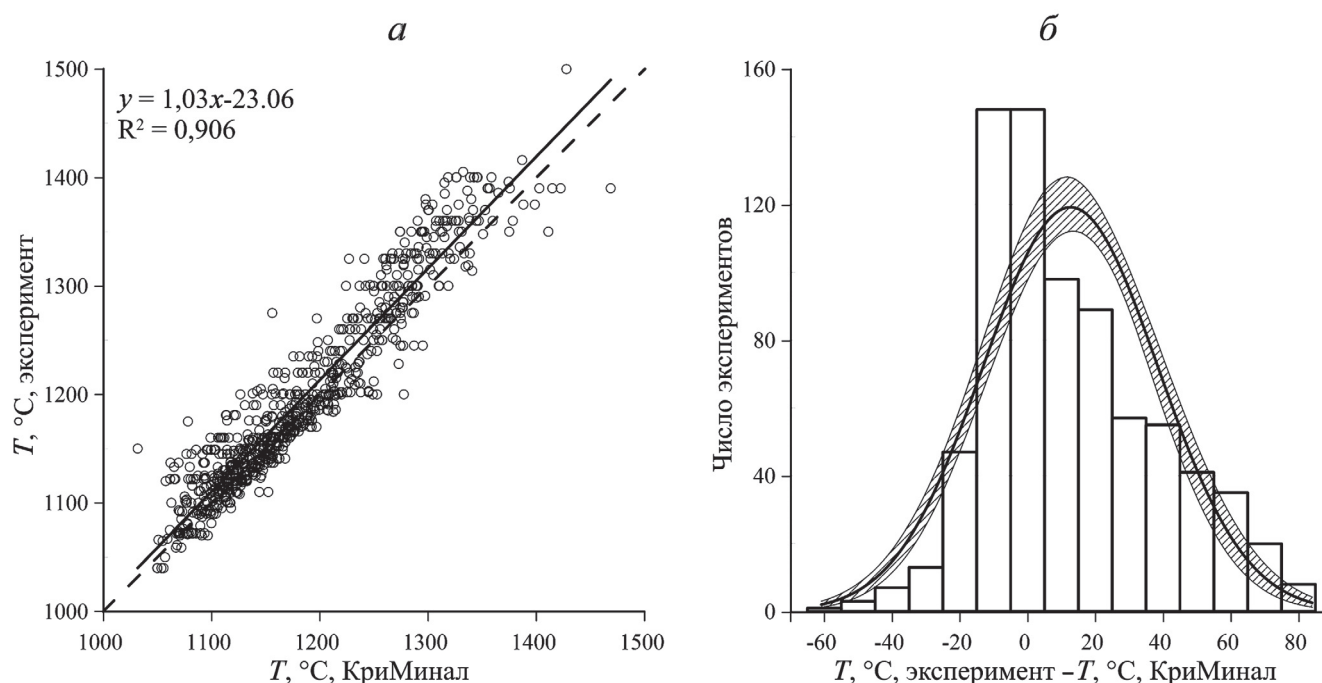 а
1500
1400
1300
1200
1100
1000
T, °C, эксперимент
y = 1,03x-23.06
R² = 0,906
1000 1100 1200 1300 1400 1500
T, °C, КриМинал
б
160
120
80
40
0
Число экспериментов
-60 -40 -20 0 20 40 60 80
T, °C, эксперимент –T, °C, КриМинал